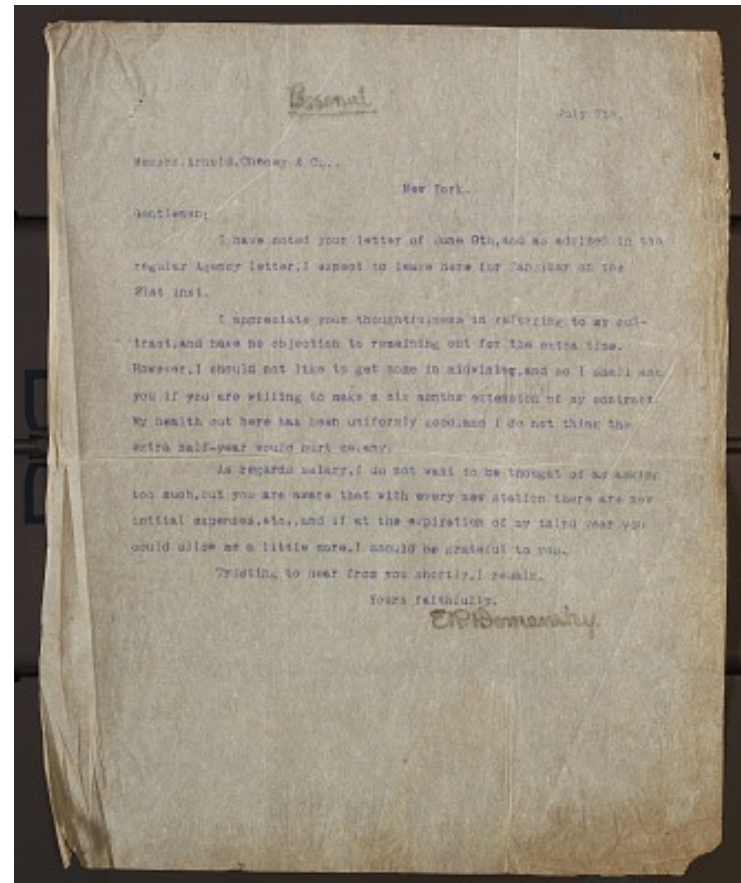 Personal
July 7th.
Messrs. Arnold, Cheney & Co.,
New York.
Gentlemen;
I have noted your letter of June 8th, and as advised in the
regular Agency letter, I expect to leave here for Zanzibar on the
21st inst.
I appreciate your thoughtfulness in referring to my con-
tract, and have no objection to remaining out for the extra time.
However, I should not like to get home in midwinter, and so I shall ask
you if you are willing to make a six months extension of my contract.
My health out here has been uniformly good, and I do not think the
extra half-year would hurt me any.
As regards salary, I do not want to be thought of as asking
too much, but you are aware that with every new station there are new
initial expenses, etc., and if at the expiration of my third year you
could allow me a little more, I should be grateful to you.
Trusting to hear from you shortly, I remain,
Yours faithfully,